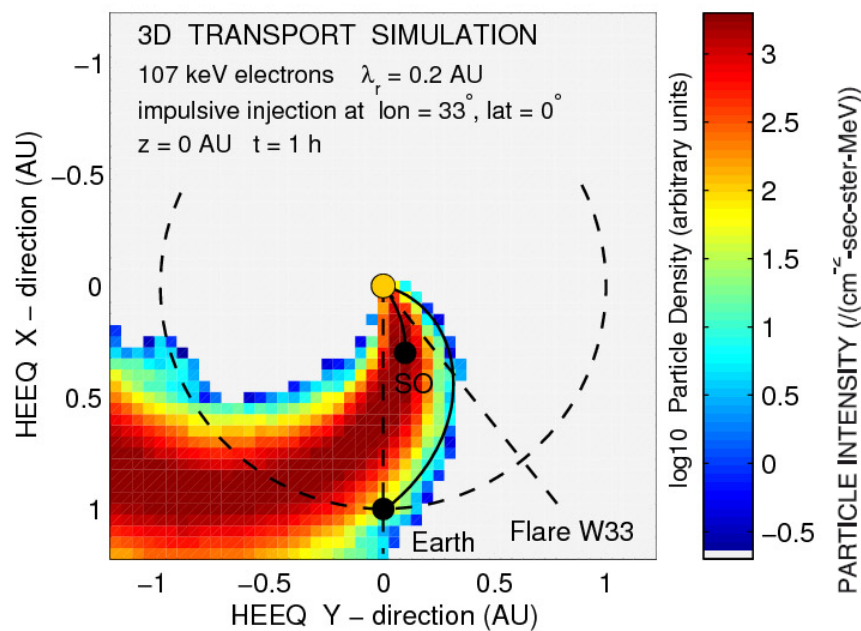 3D TRANSPORT SIMULATION
107 keV electrons λr = 0.2 AU
impulsive injection at lon = 33°, lat = 0°
z = 0 AU t = 1 h
−1
−0.5
0
0.5
1
HEEQ X − direction (AU)
SO
Earth
Flare W33
−1
−0.5
0
0.5
1
HEEQ Y − direction (AU)
log10 Particle Density (arbitrary units)
3
2.5
2
1.5
1
0.5
0
−0.5
PARTICLE INTENSITY (/(cm⁻²-sec-ster-MeV))